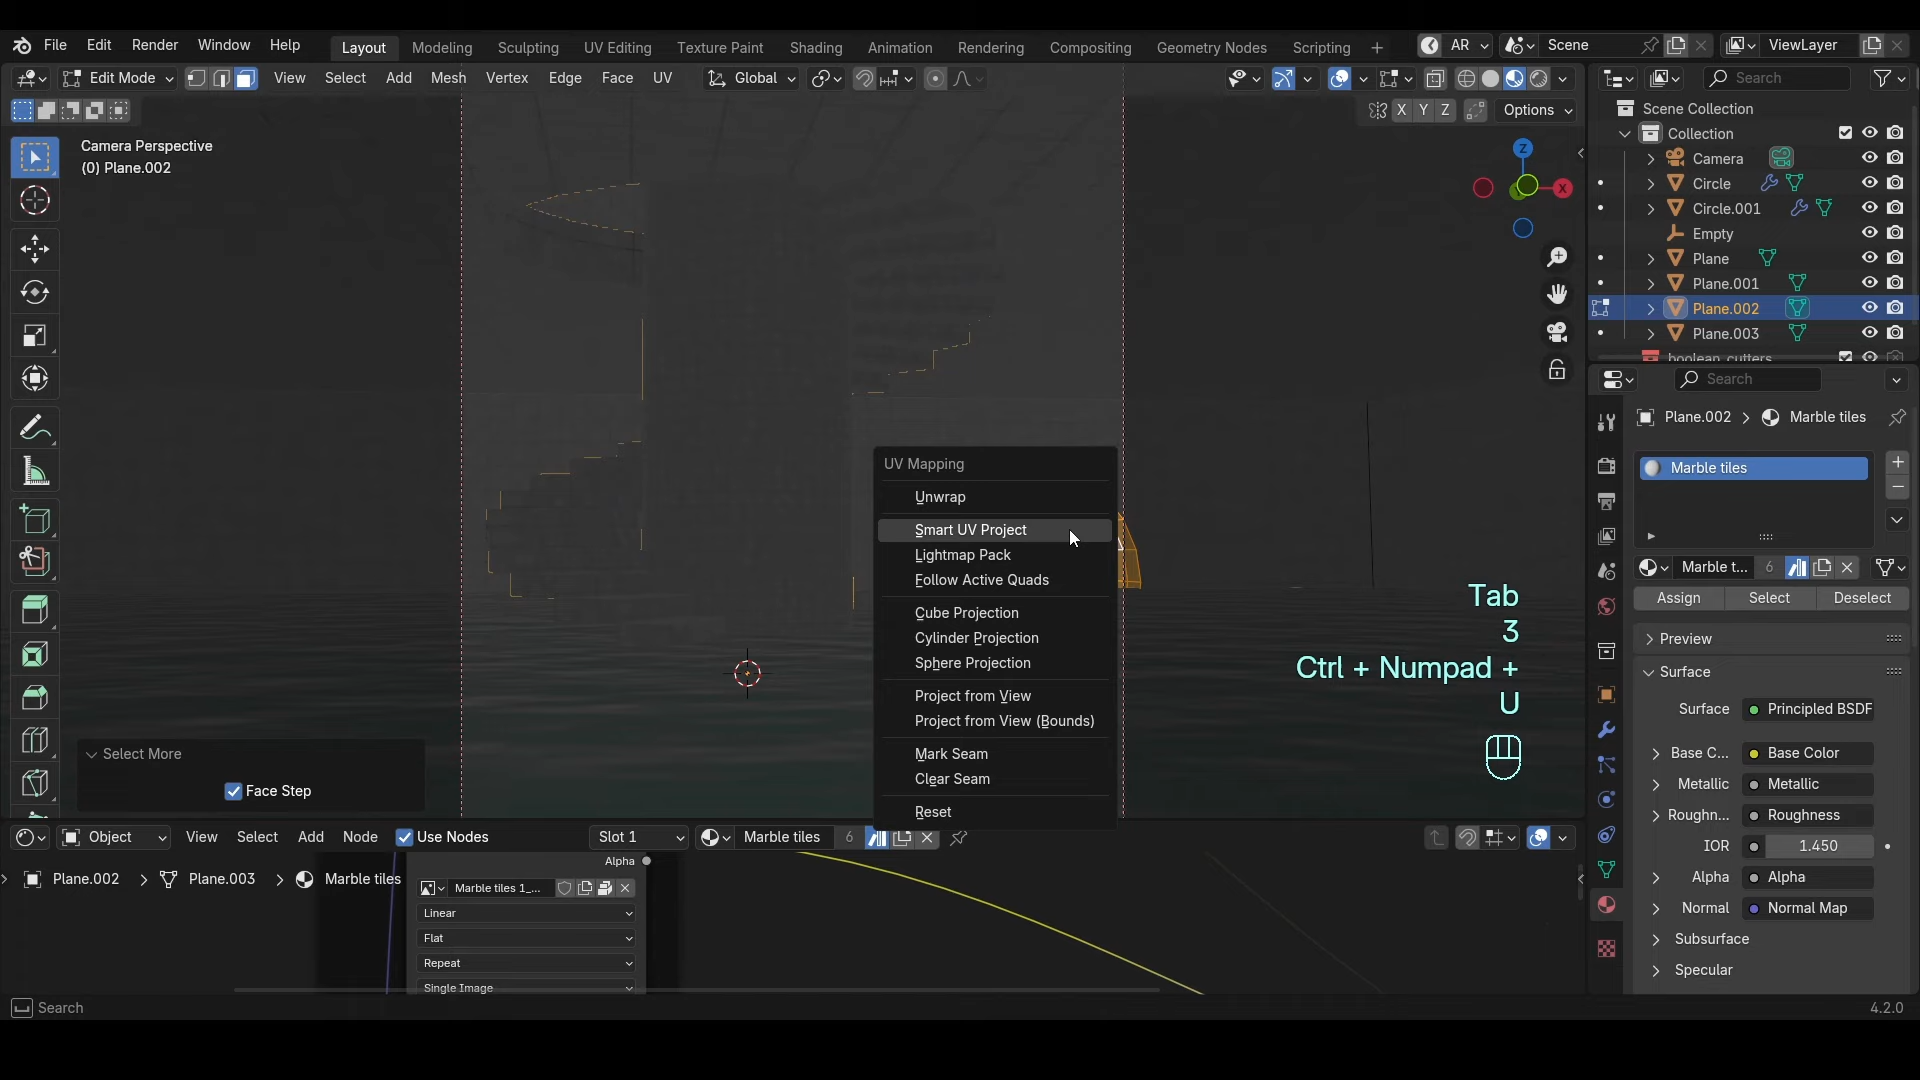 File Edit Render Window Help Layout Modeling Sculpting UV Editing Texture Paint Shading Animation Rendering Compositing Geometry Nodes Scripting + AR Scene ViewLayer
Edit Mode View Select Add Mesh Vertex Edge Face UV Global Search
X Y Z Options
Camera Perspective
(0) Plane.002
Z
X
Scene Collection
Collection
Camera
Circle
Circle.001
Empty
Plane
Plane.001
Plane.002
Plane.003
boolean cutters
Search
Plane.002 > Marble tiles
Marble tiles
Marble t... 6
Assign Select Deselect
Preview
Surface
Surface Principled BSDF
Base C... Base Color
Metallic Metallic
Roughn... Roughness
IOR 1.450
Alpha Alpha
Normal Normal Map
Subsurface
Specular
UV Mapping
Unwrap
Smart UV Project
Lightmap Pack
Follow Active Quads
Cube Projection
Cylinder Projection
Sphere Projection
Project from View
Project from View (Bounds)
Mark Seam
Clear Seam
Reset
Tab
3
Ctrl + Numpad +
U
Select More
Face Step
Object View Select Add Node Use Nodes Slot 1 Marble tiles 6
Plane.002 > Plane.003 > Marble tiles
Alpha
Marble tiles 1_...
Linear
Flat
Repeat
Single Image
Search
4.2.0